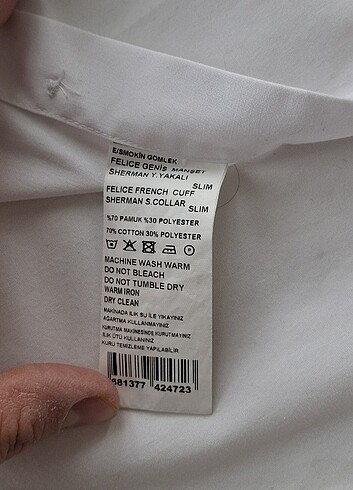 E/SMOKİN GÖMLEK
FELICE GENİŞ MANŞET
SHERMAN Y.YAKALI
SLIM
FELICE FRENCH CUFF
SHERMAN S.COLLAR
SLIM
%70 PAMUK %30 POLYESTER
70% COTTON 30% POLYESTER
MACHINE WASH WARM
DO NOT BLEACH
DO NOT TUMBLE DRY
WARM IRON
DRY CLEAN
MAKİNADA ILIK SU İLE YIKAYINIZ
AĞARTMA KULLANMAYINIZ
KURUTMA MAKİNESİNDE KURUTMAYINIZ
ILIK ÜTÜ KULLANINIZ
KURU TEMİZLEME YAPILABİLİR
681377 424723